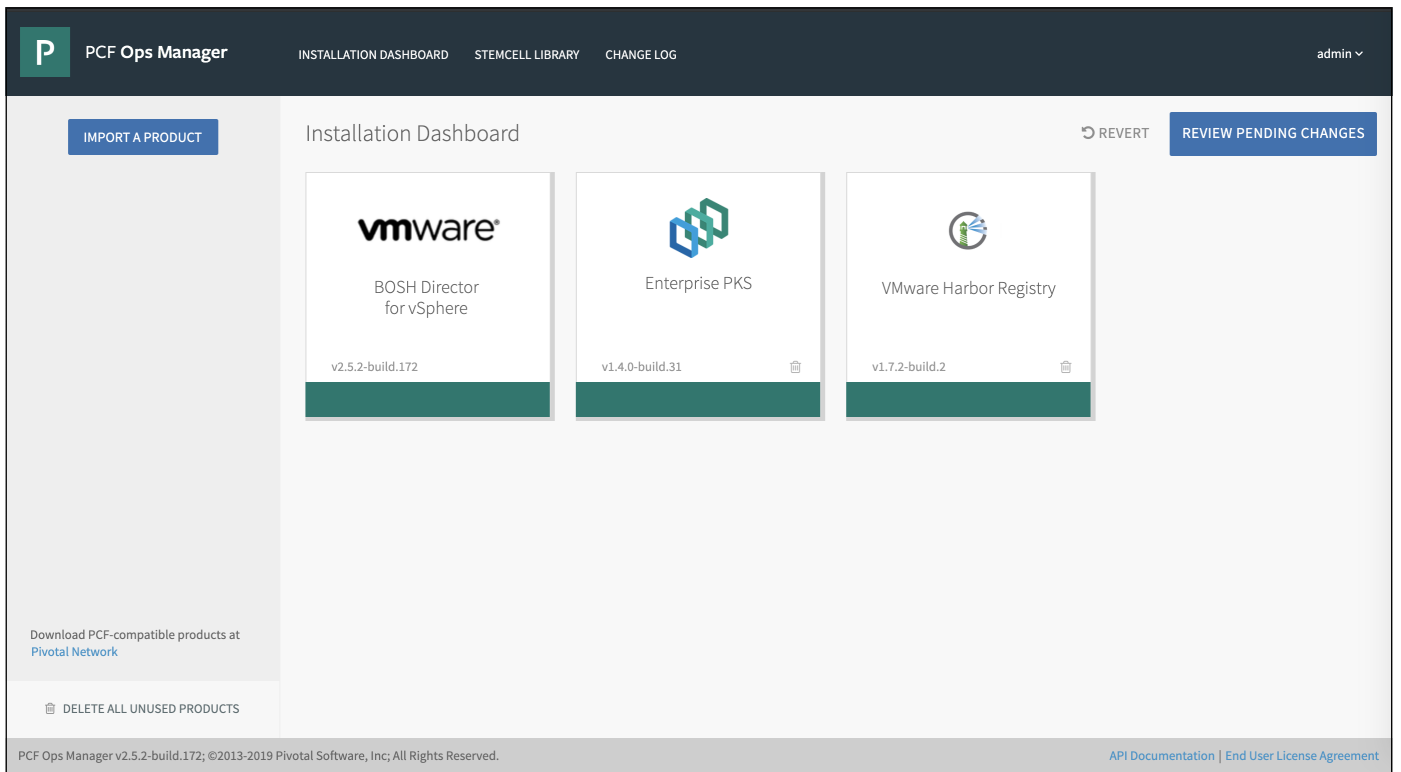 P
PCF Ops Manager
INSTALLATION DASHBOARD
STEMCELL LIBRARY
CHANGE LOG
admin
IMPORT A PRODUCT
Installation Dashboard
REVERT
REVIEW PENDING CHANGES
vmware®
BOSH Director
for vSphere
v2.5.2-build.172
Enterprise PKS
v1.4.0-build.31
VMware Harbor Registry
v1.7.2-build.2
Download PCF-compatible products at
Pivotal Network
DELETE ALL UNUSED PRODUCTS
PCF Ops Manager v2.5.2-build.172; ©2013-2019 Pivotal Software, Inc; All Rights Reserved.
API Documentation | End User License Agreement